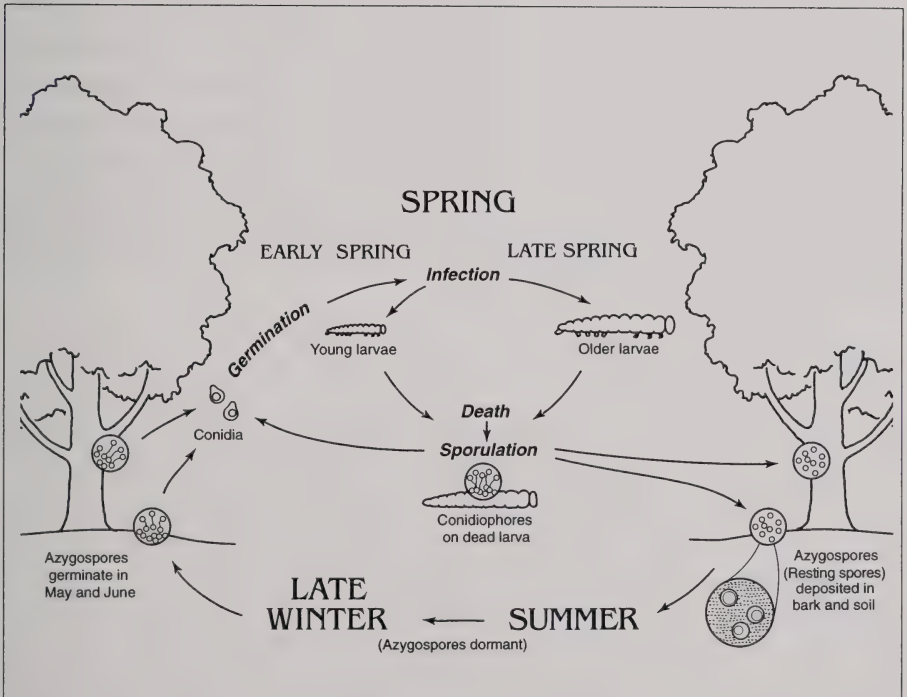 SPRING
EARLY SPRING
LATE SPRING
Infection
Germination
Young larvae
Older larvae
Conidia
Death
Sporulation
Conidiophores
on dead larva
Azygospores
germinate in
May and June
Azygospores
(Resting spores)
deposited in
bark and soil
LATE
WINTER
SUMMER
(Azygospores dormant)